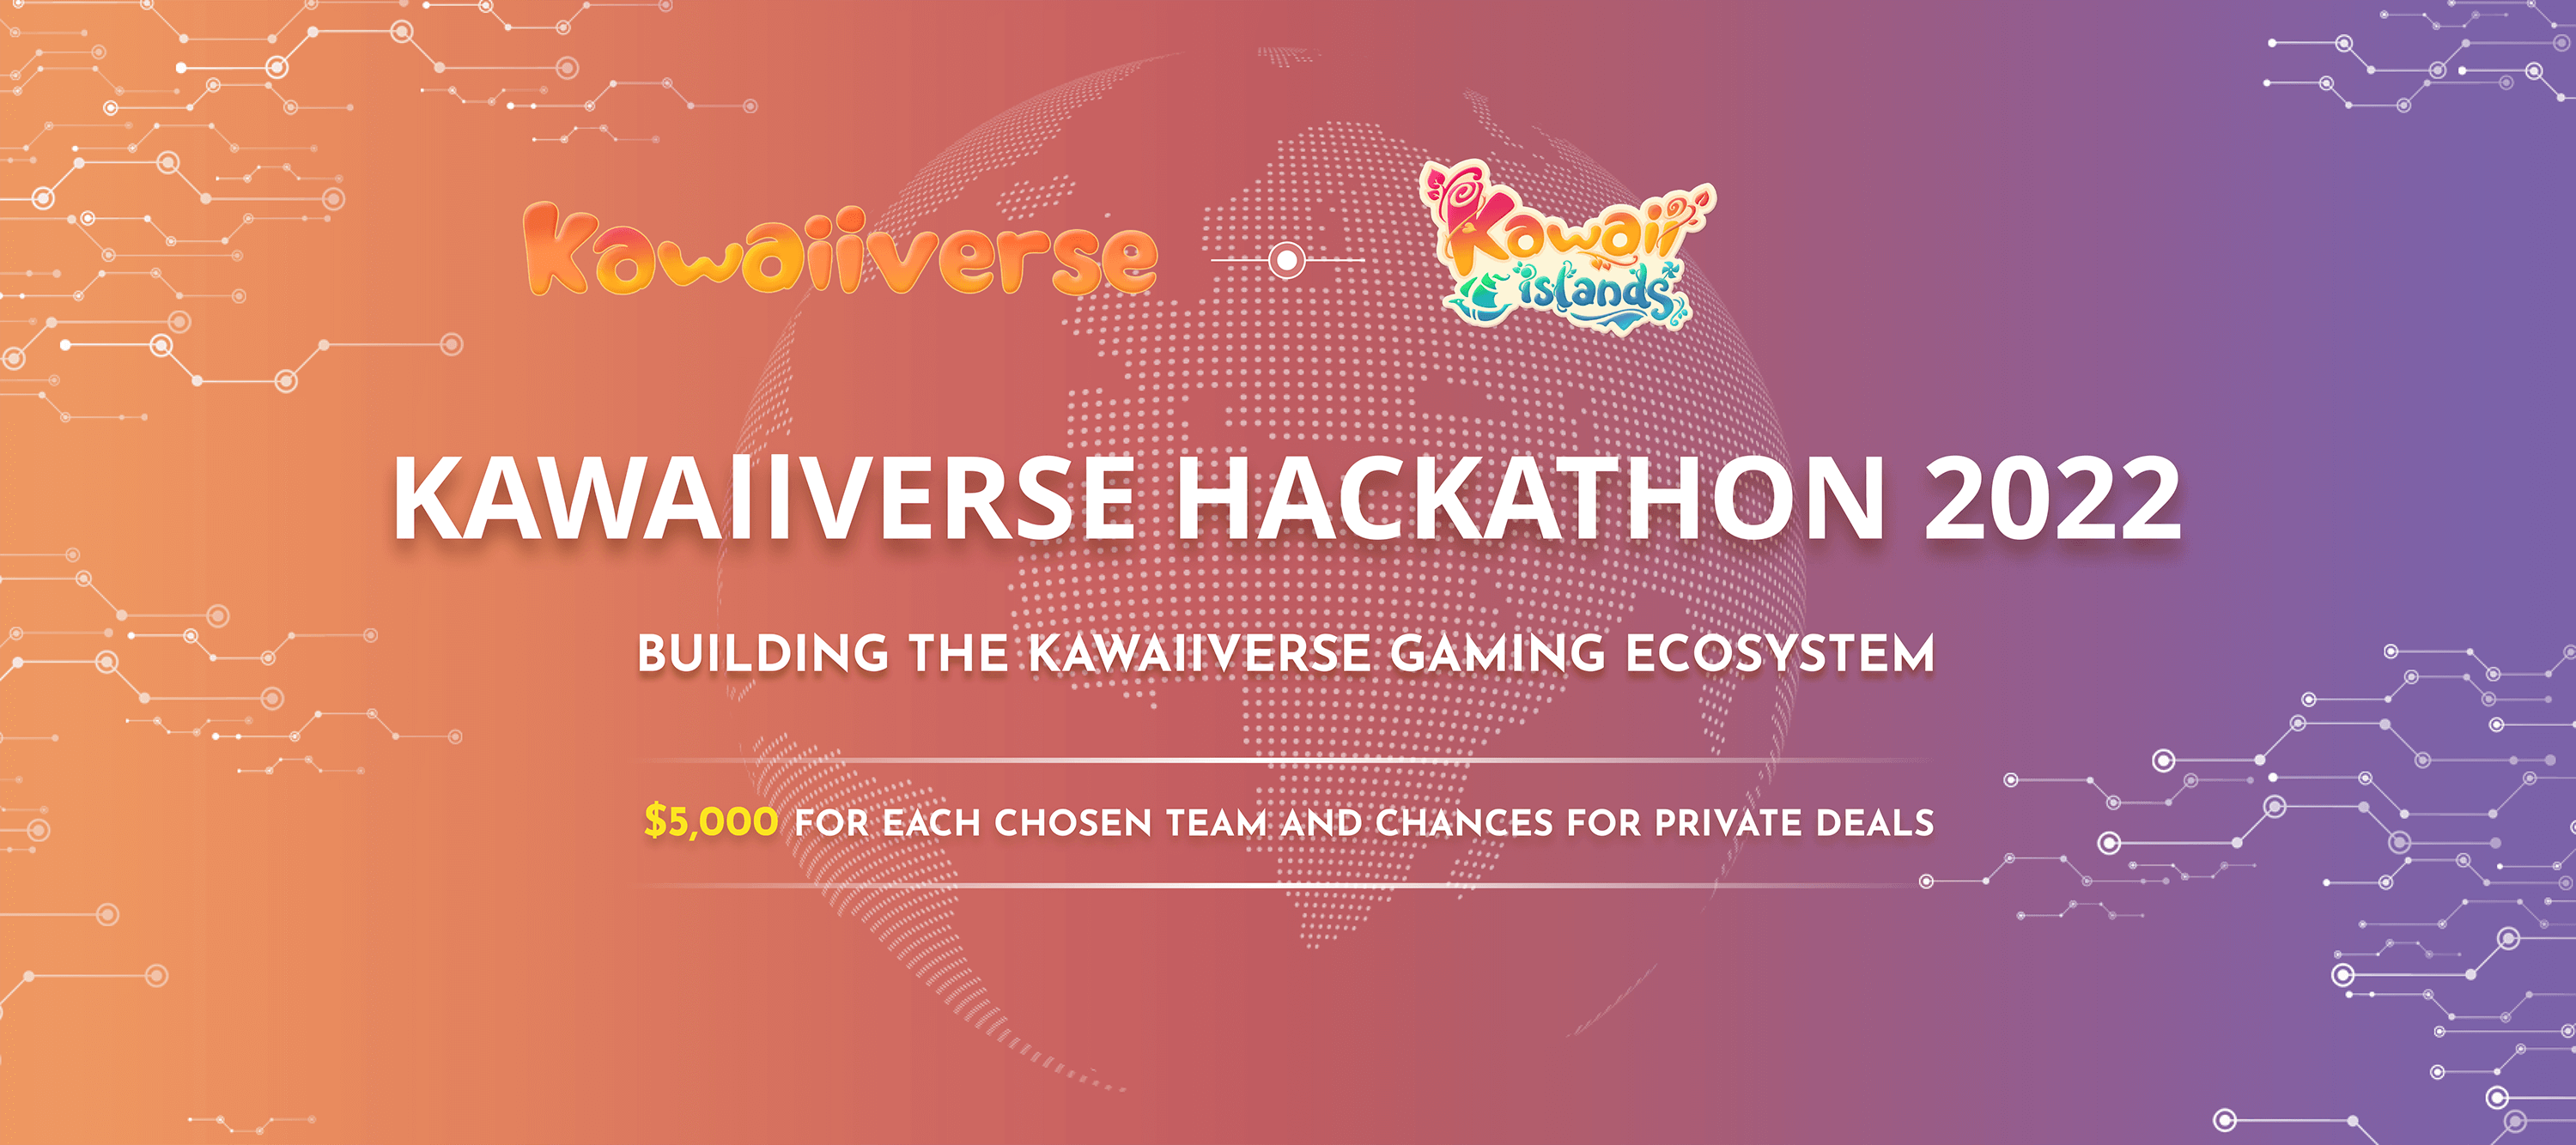 Kawaiiverse
Kawaii
islands
KAWAIIVERSE HACKATHON 2022
BUILDING THE KAWAIIVERSE GAMING ECOSYSTEM
$5,000 FOR EACH CHOSEN TEAM AND CHANCES FOR PRIVATE DEALS